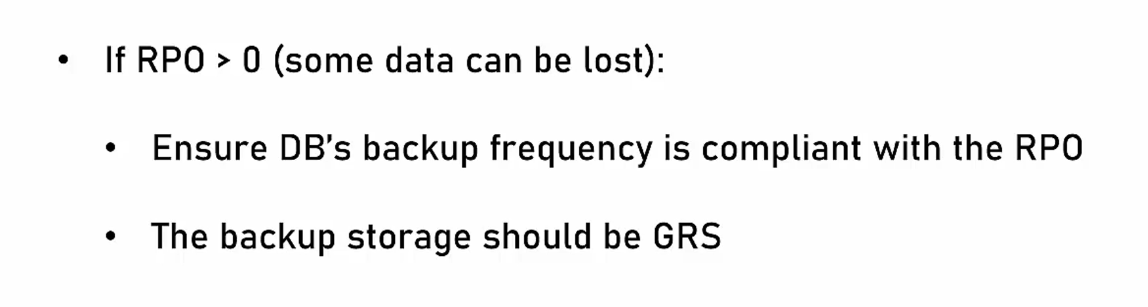 • If RPO > 0 (some data can be lost):
• Ensure DB's backup frequency is compliant with the RPO
• The backup storage should be GRS